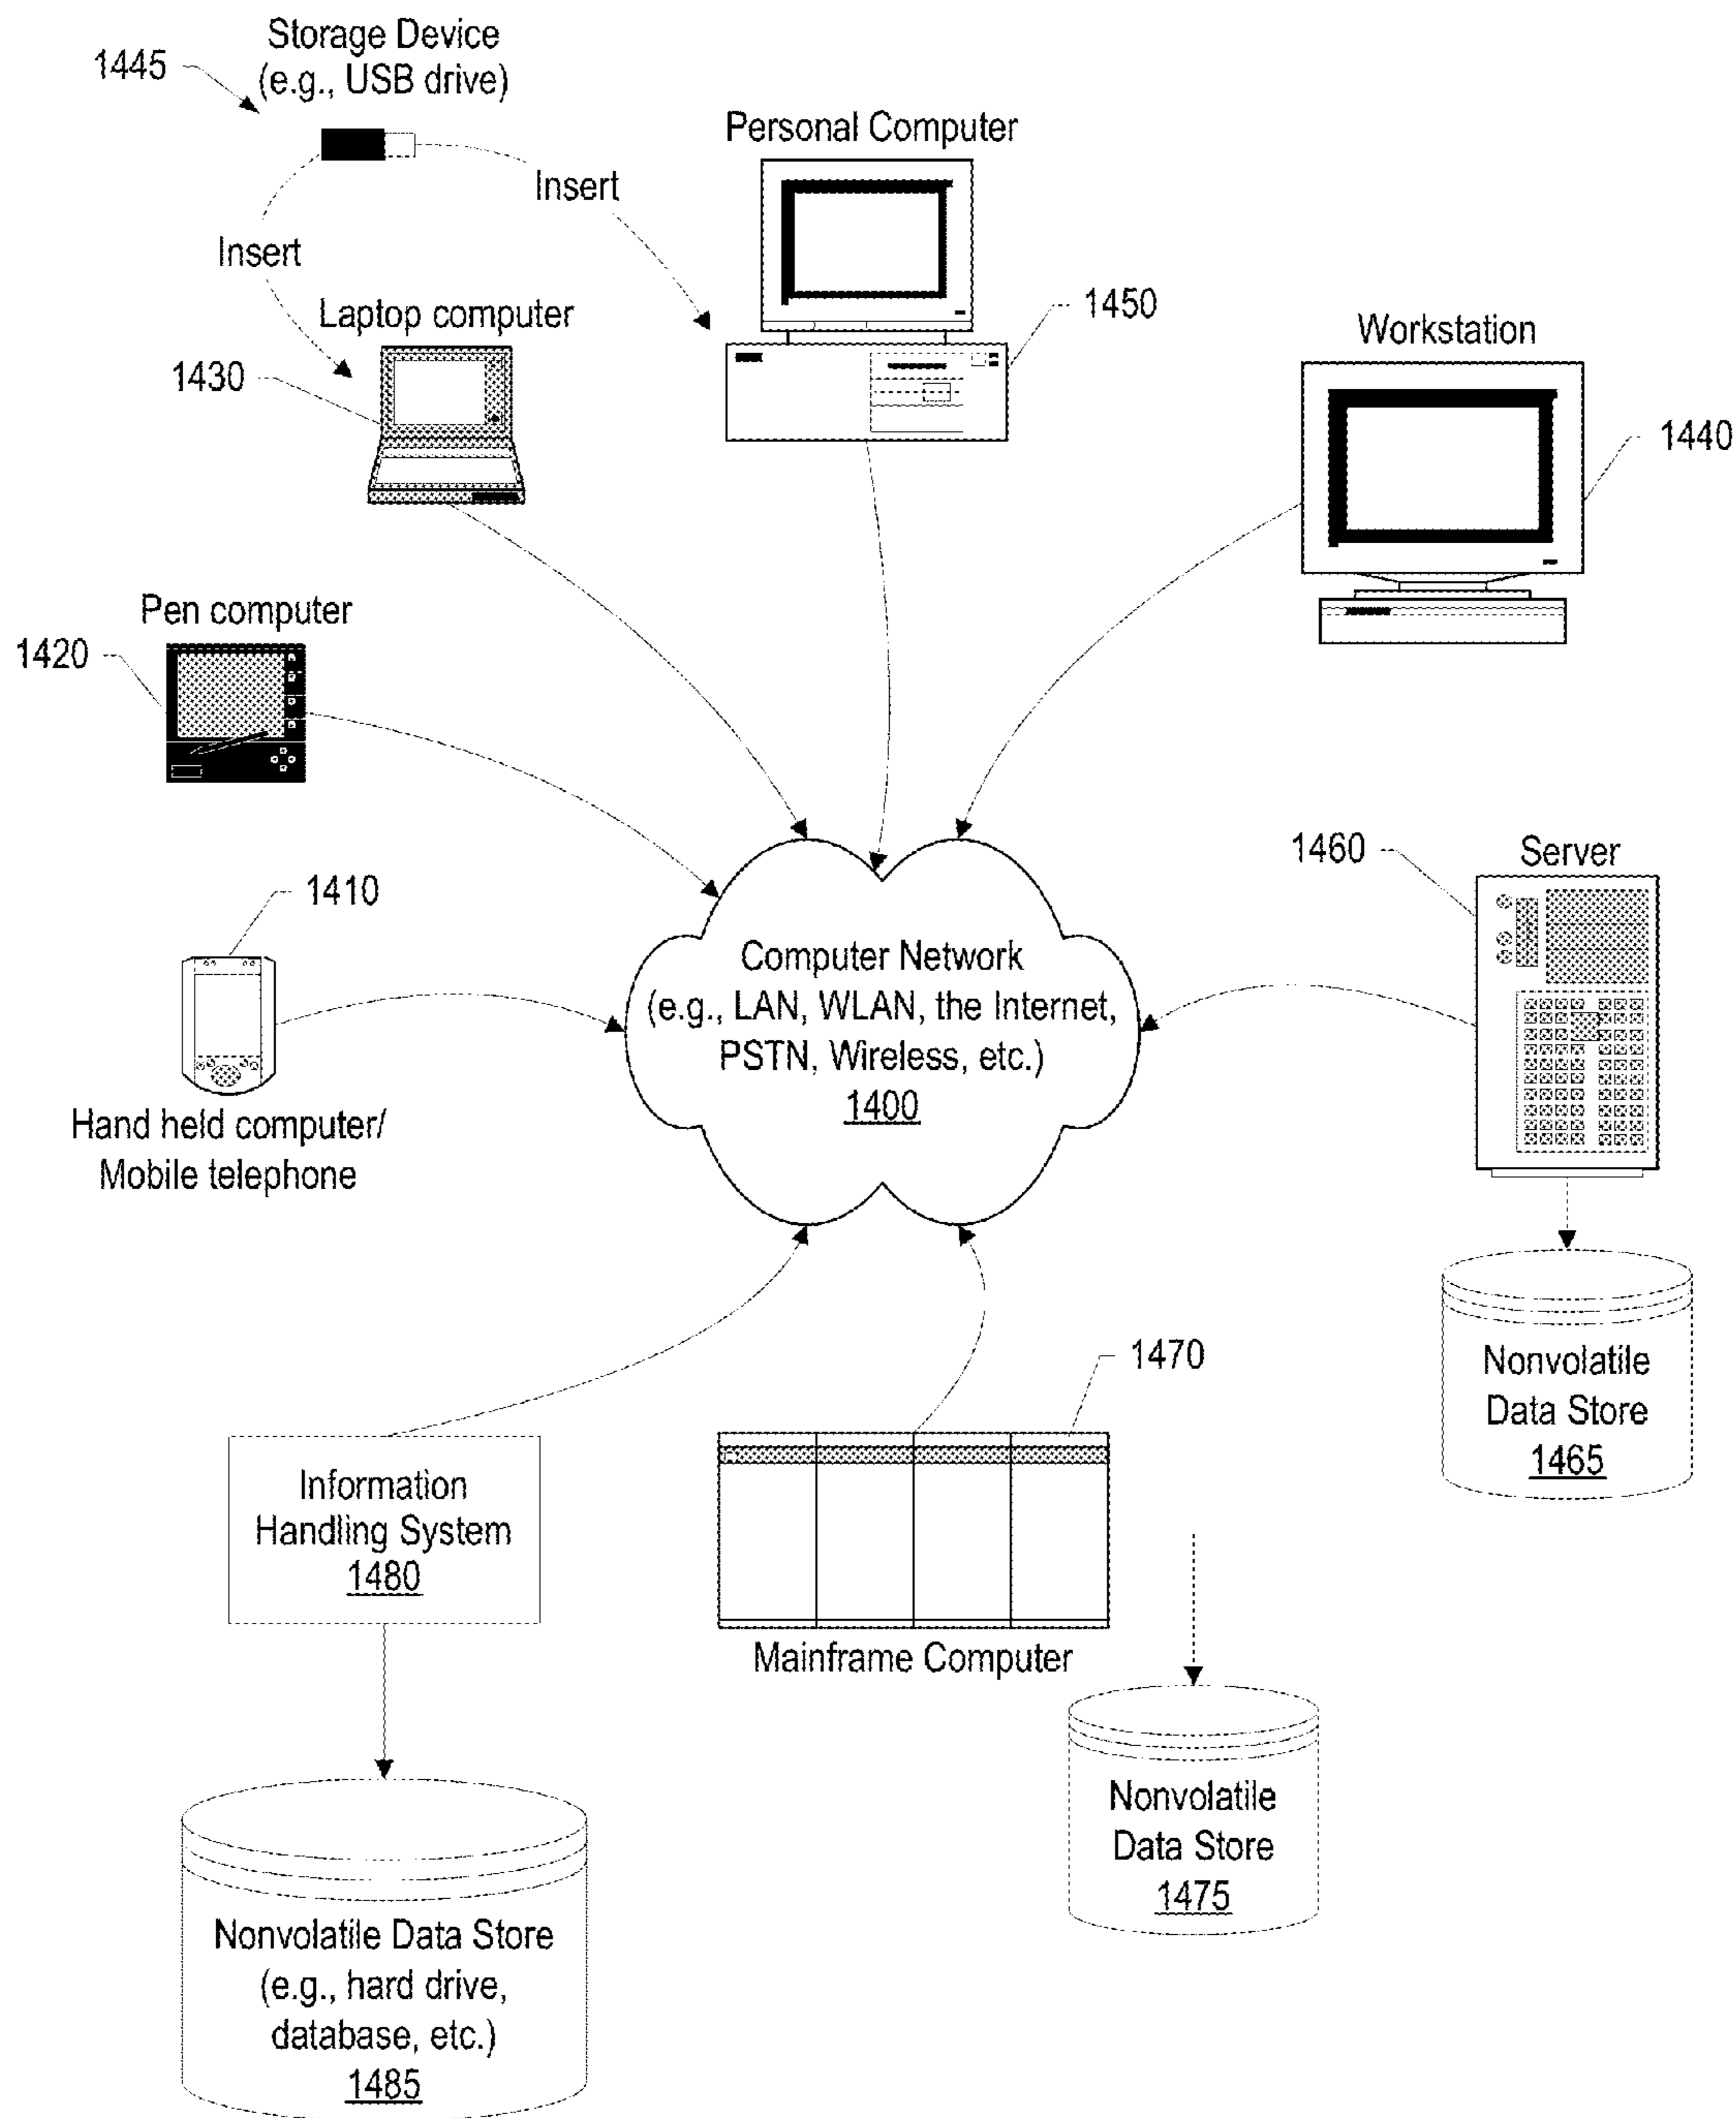 Storage Device
(e.g., USB drive)
1445
Personal Computer
Insert
Insert
1450
Laptop computer
1430
Workstation
1440
Pen computer
1420
1460
Server
1410
Computer Network
(e.g., LAN, WLAN, the Internet,
PSTN, Wireless, etc.)
1400
Hand held computer/
Mobile telephone
1470
Nonvolatile
Data Store
1465
Information
Handling System
1480
Mainframe Computer
Nonvolatile
Data Store
1475
Nonvolatile Data Store
(e.g., hard drive,
database, etc.)
1485